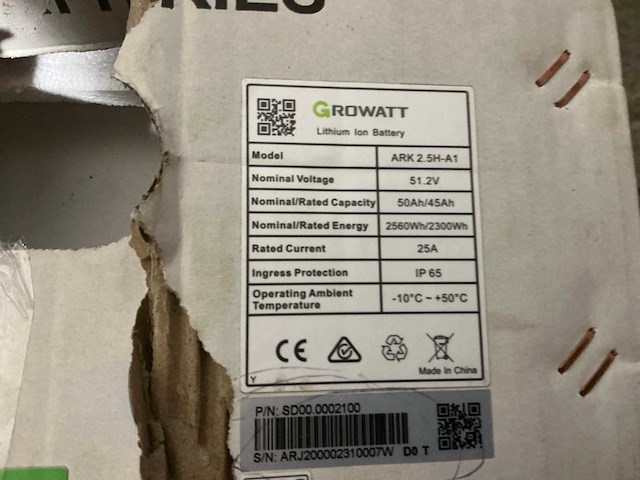 GROWATT
Lithium Ion Battery
Model ARK 2.5H-A1
Nominal Voltage 51.2V
Nominal/Rated Capacity 50Ah/45Ah
Nominal/Rated Energy 2560Wh/2300Wh
Rated Current 25A
Ingress Protection IP 65
Operating Ambient Temperature -10°C ~ +50°C
CE
Made In China
Y
P/N: SD00.0002100
S/N: ARJ200002310007W D0 T